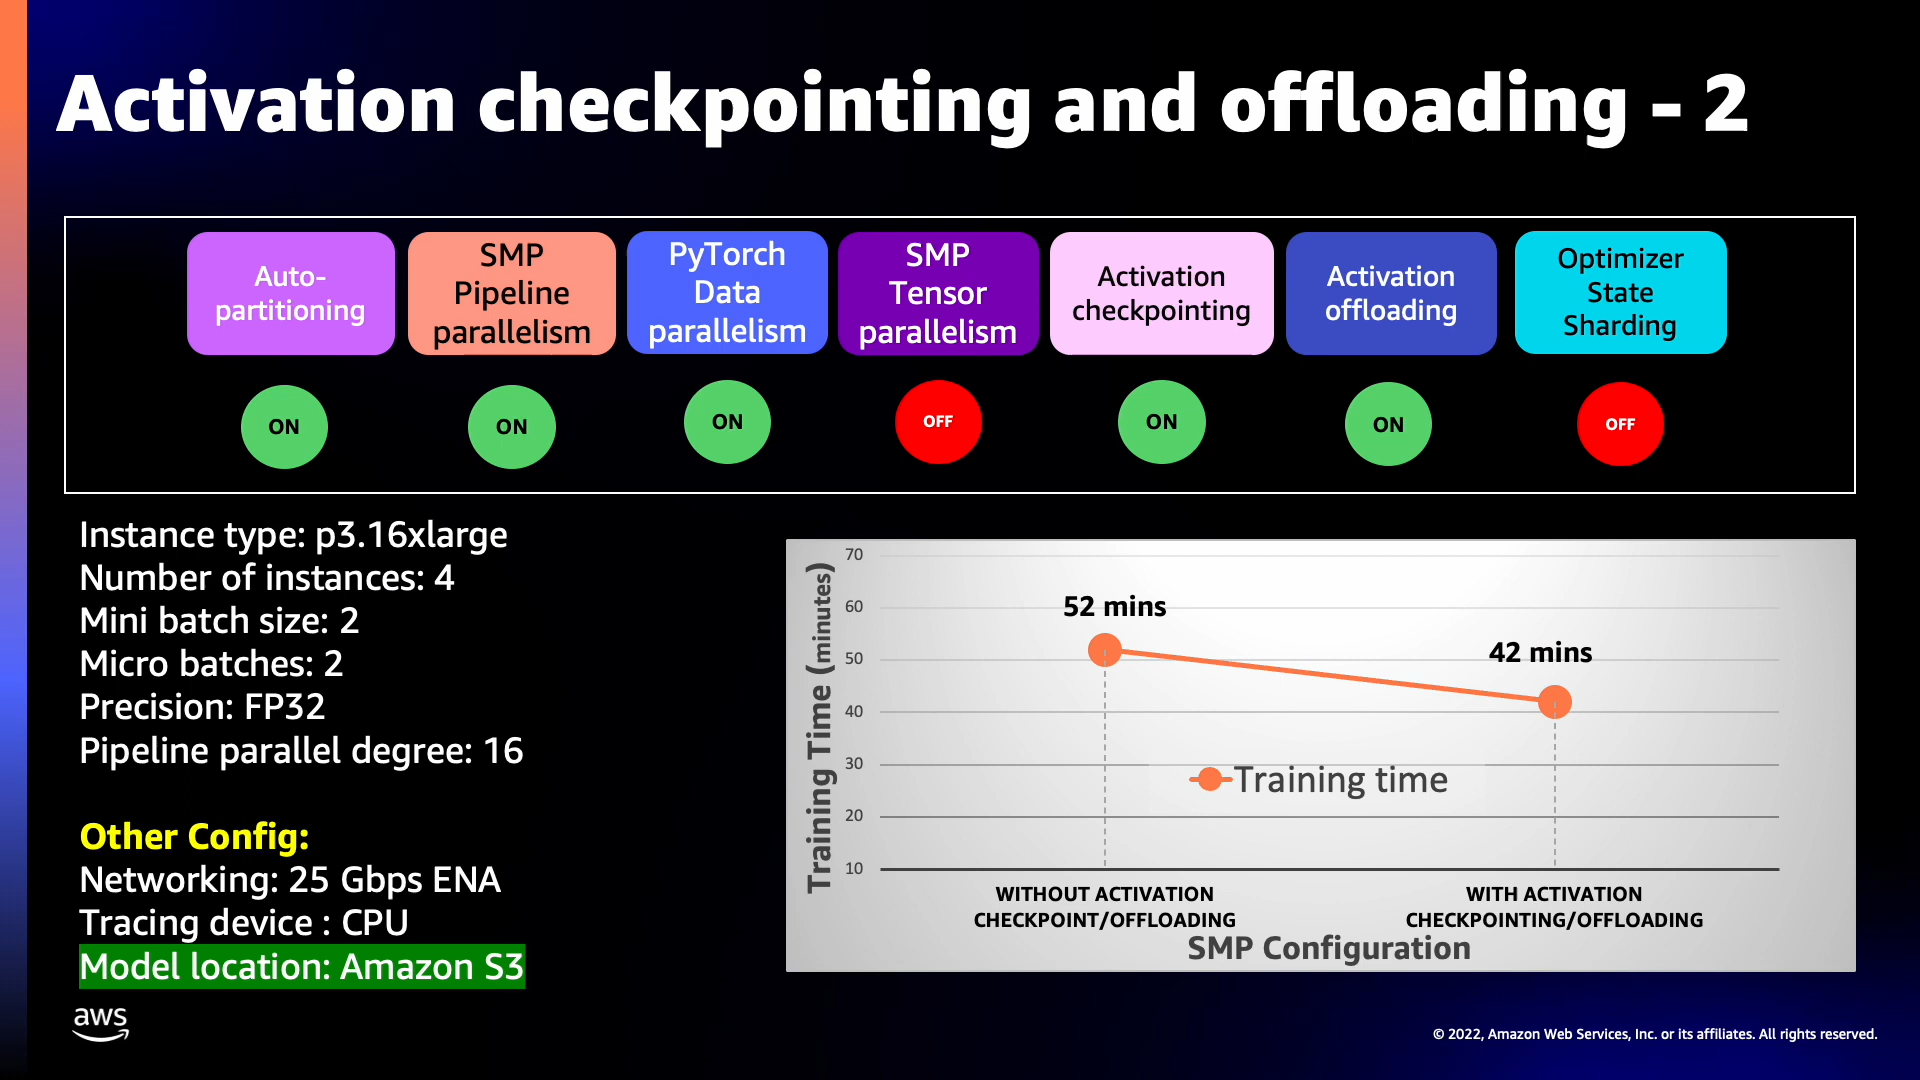 Activation checkpointing and offloading - 2
Auto-
partitioning
SMP
Pipeline
parallelism
PyTorch
Data
parallelism
SMP
Tensor
parallelism
Activation
checkpointing
Activation
offloading
Optimizer
State
Sharding
ON
ON
ON
OFF
ON
ON
OFF
Instance type: p3.16xlarge
Number of instances: 4
Mini batch size: 2
Micro batches: 2
Precision: FP32
Pipeline parallel degree: 16
Other Config:
Networking: 25 Gbps ENA
Tracing device : CPU
Model location: Amazon S3
Training Time (minutes)
70
60
50
40
30
20
10
52 mins
42 mins
Training time
WITHOUT ACTIVATION
CHECKPOINT/OFFLOADING
WITH ACTIVATION
CHECKPOINTING/OFFLOADING
SMP Configuration
aws
© 2022, Amazon Web Services, Inc. or its affiliates. All rights reserved.